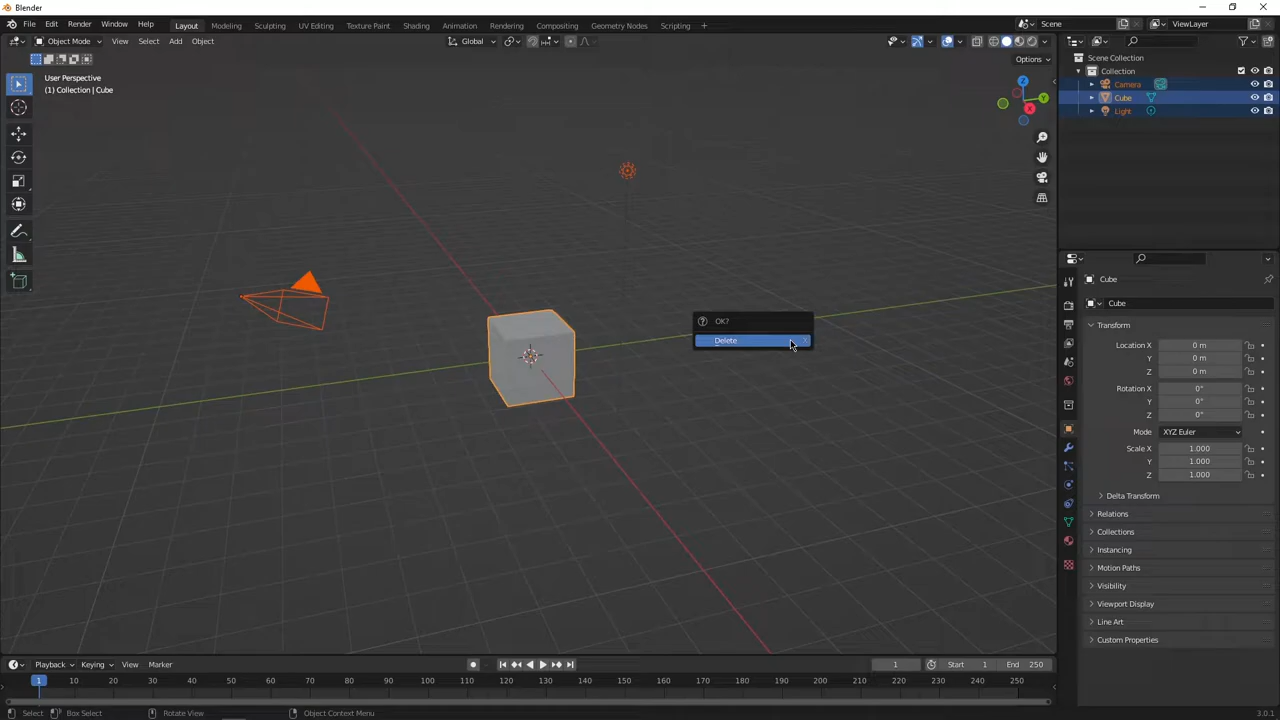 Blender
File Edit Render Window Help Layout Modeling Sculpting UV Editing Texture Paint Shading Animation Rendering Compositing Geometry Nodes Scripting + Scene ViewLayer
Object Mode View Select Add Object Global
Options
User Perspective
(1) Collection | Cube
X
Y
Z
OK?
Delete X
Scene Collection
Collection
Camera
Cube
Light
Cube
Cube
Transform
Location X 0 m
Y 0 m
Z 0 m
Rotation X 0°
Y 0°
Z 0°
Mode XYZ Euler
Scale X 1.000
Y 1.000
Z 1.000
Delta Transform
Relations
Collections
Instancing
Motion Paths
Visibility
Viewport Display
Line Art
Custom Properties
Playback Keying View Marker 1 Start 1 End 250
1 10 20 30 40 50 60 70 80 90 100 110 120 130 140 150 160 170 180 190 200 210 220 230 240 250
Select Box Select Rotate View Object Context Menu 3.0.1